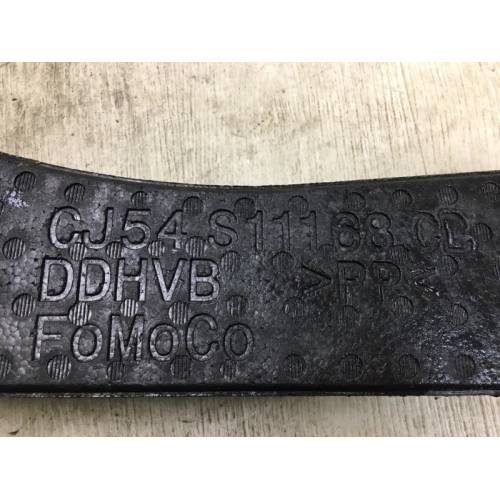 CJ54 S11168 CL
DDHVB >PP<
FoMoCo